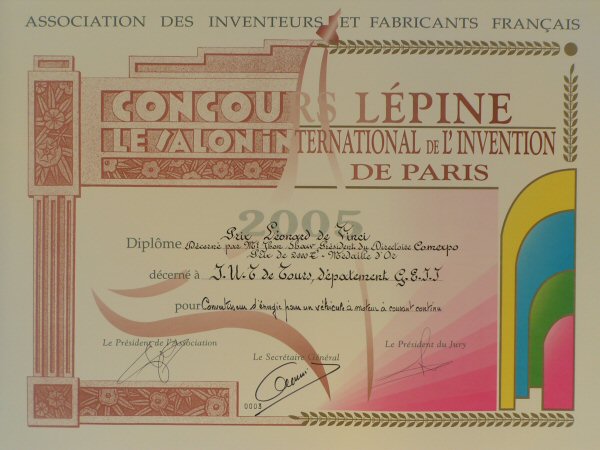 ASSOCIATION DES INVENTEURS ET FABRICANTS FRANÇAIS
CONCOURS LÉPINE
LE SALON INTERNATIONAL DE L'INVENTION
DE PARIS
2005
Prix Léonard de Vinci
Diplôme Décerné par Mr Jhon Shaw, Président du Directoire Comexpo
Prix de 2000 € - Médaille d'Or
décerné à I.U.T de Tours, département G.E.I.I
pour Convertisseur d'énergie pour un véhicule à moteur à courant continu
Le Président de l'Association
Le Secrétaire Général
Le Président du Jury
0003